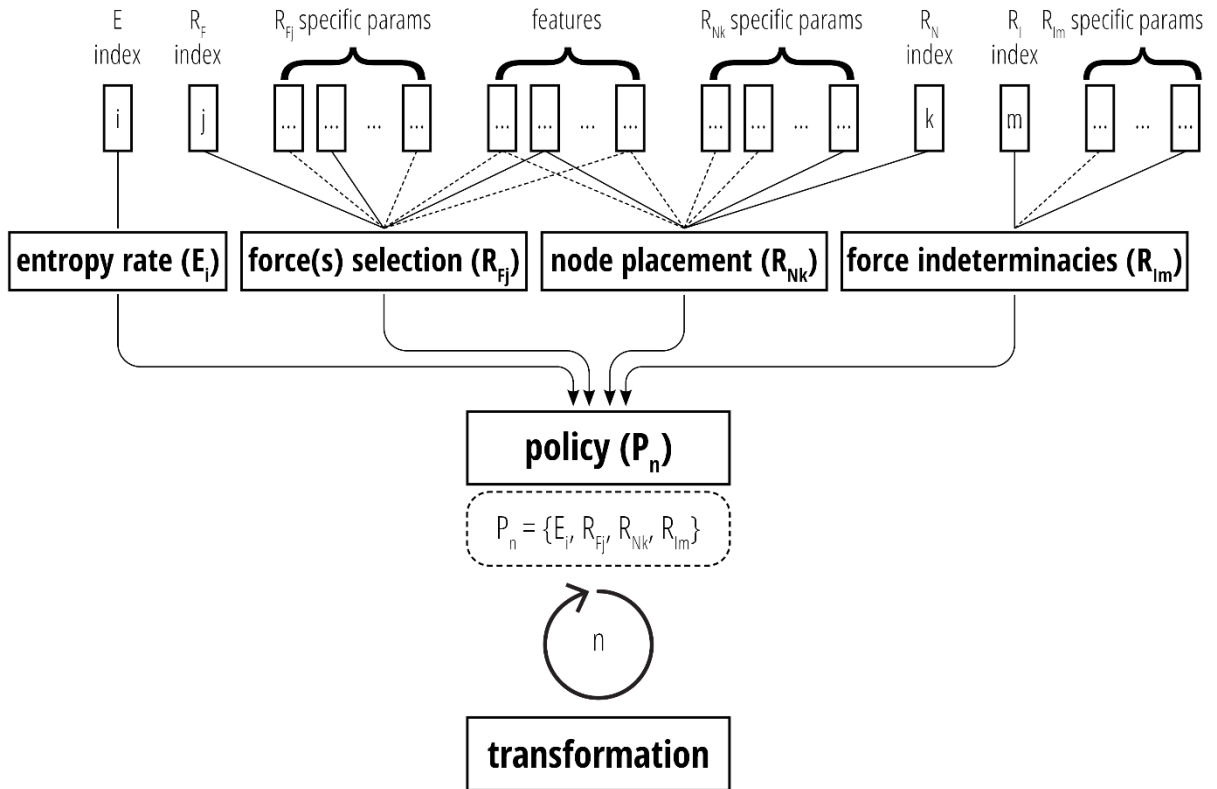 E index
R_F index
R_Fj specific params
features
R_Nk specific params
R_N index
R_I index
R_Im specific params
i
j
... ... ... ...
... ... ... ...
... ... ... ...
k
m
... ... ...
entropy rate (E_i)
force(s) selection (R_Fj)
node placement (R_Nk)
force indeterminacies (R_Im)
policy (P_n)
P_n = {E_i, R_Fj, R_Nk, R_Im}
n
transformation